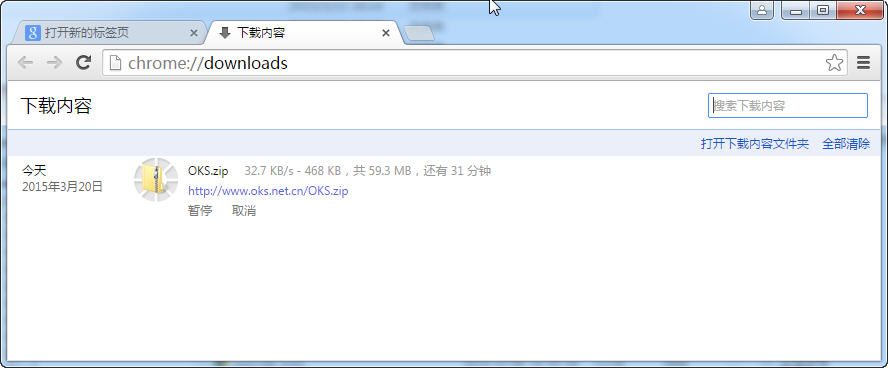 打开新的标签页
下载内容
chrome://downloads
下载内容
搜索下载内容
打开下载内容文件夹 全部清除
今天
2015年3月20日
OKS.zip 32.7 KB/s - 468 KB，共 59.3 MB，还有 31 分钟
http://www.oks.net.cn/OKS.zip
暂停 取消